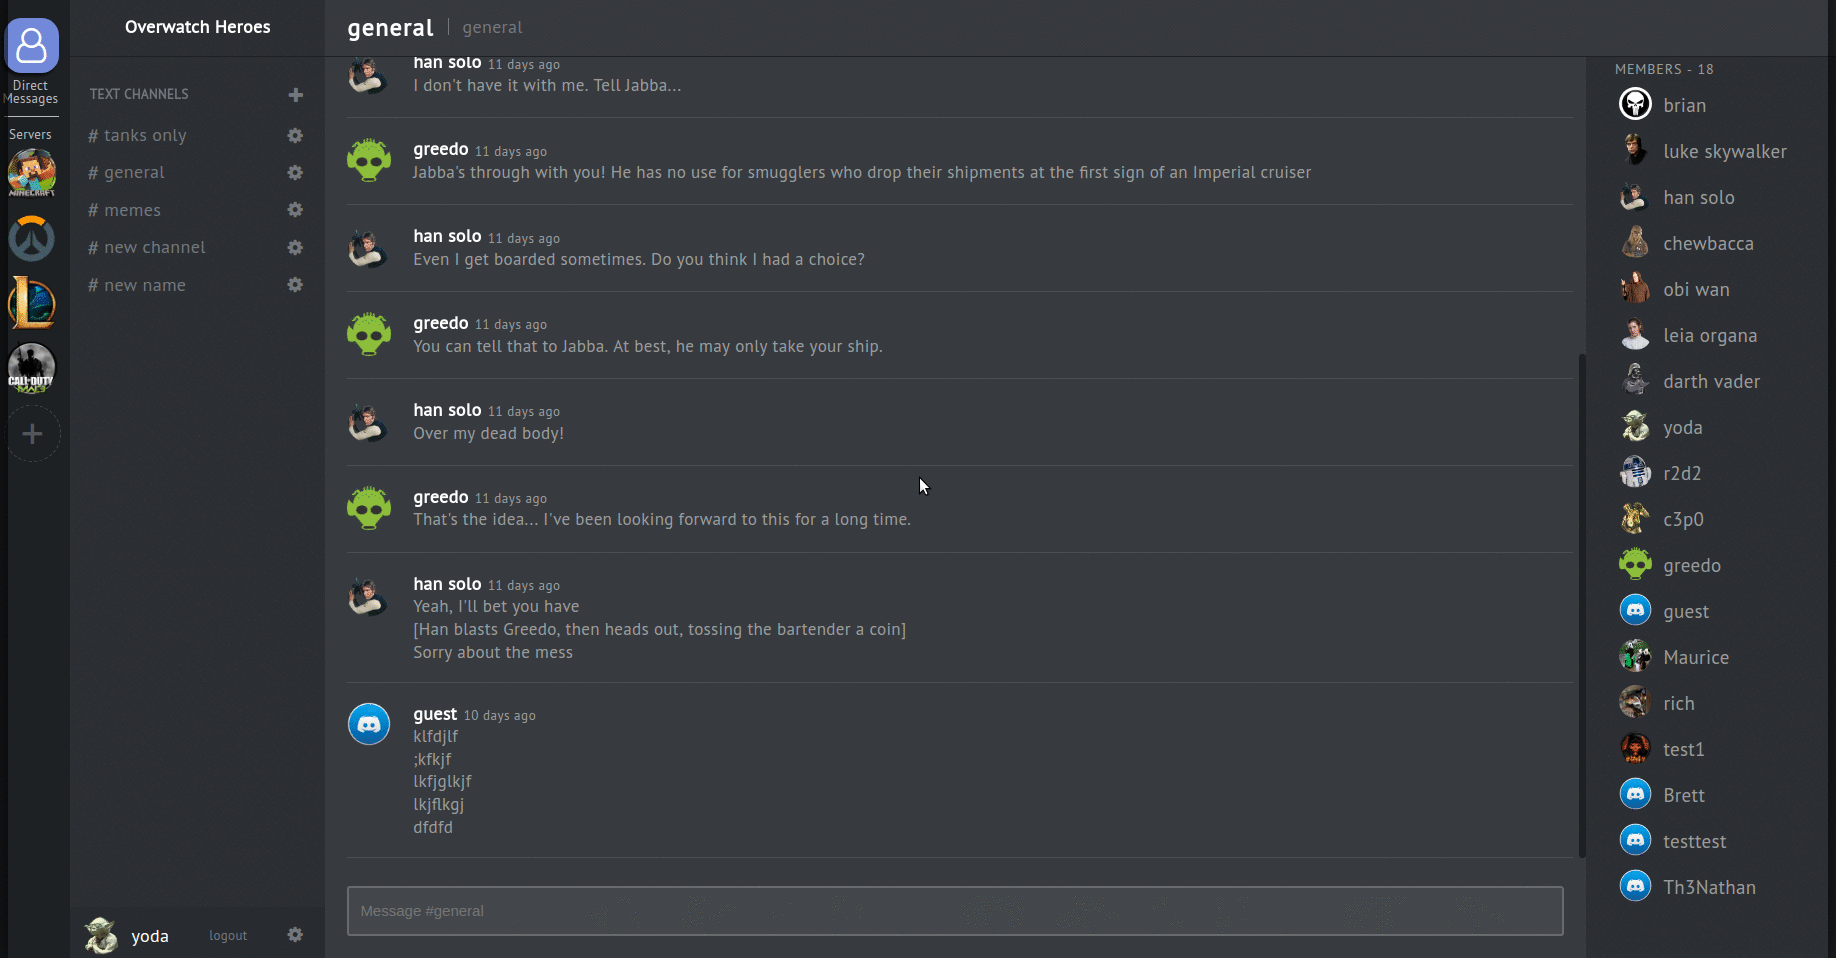 Direct
Messages
Servers
MINECRAFT
CALL DUTY
MW3
Overwatch Heroes
TEXT CHANNELS
# tanks only
# general
# memes
# new channel
# new name
yoda logout
general general
han solo 11 days ago
I don't have it with me. Tell Jabba...
greedo 11 days ago
Jabba's through with you! He has no use for smugglers who drop their shipments at the first sign of an Imperial cruiser
han solo 11 days ago
Even I get boarded sometimes. Do you think I had a choice?
greedo 11 days ago
You can tell that to Jabba. At best, he may only take your ship.
han solo 11 days ago
Over my dead body!
greedo 11 days ago
That's the idea... I've been looking forward to this for a long time.
han solo 11 days ago
Yeah, I'll bet you have
[Han blasts Greedo, then heads out, tossing the bartender a coin]
Sorry about the mess
guest 10 days ago
klfdjlf
;kfkjf
lkfjglkjf
lkjflkgj
dfdfd
Message #general
MEMBERS - 18
brian
luke skywalker
han solo
chewbacca
obi wan
leia organa
darth vader
yoda
r2d2
c3p0
greedo
guest
Maurice
rich
test1
Brett
testtest
Th3Nathan